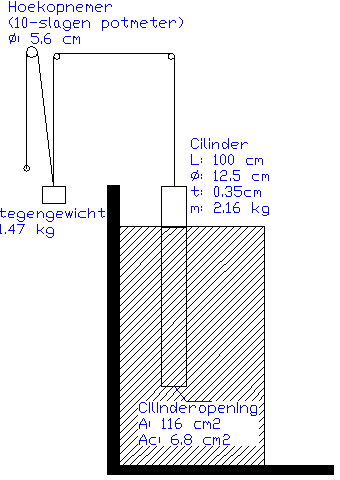 Hoekopnemer
(10-slagen potmeter)
ø: 5.6 cm
Cilinder
L: 100 cm
ø: 12.5 cm
t: 0.35cm
m: 2.16 kg
tegengewicht
1.47 kg
Cilinderopening
A: 116 cm2
Ac: 6.8 cm2